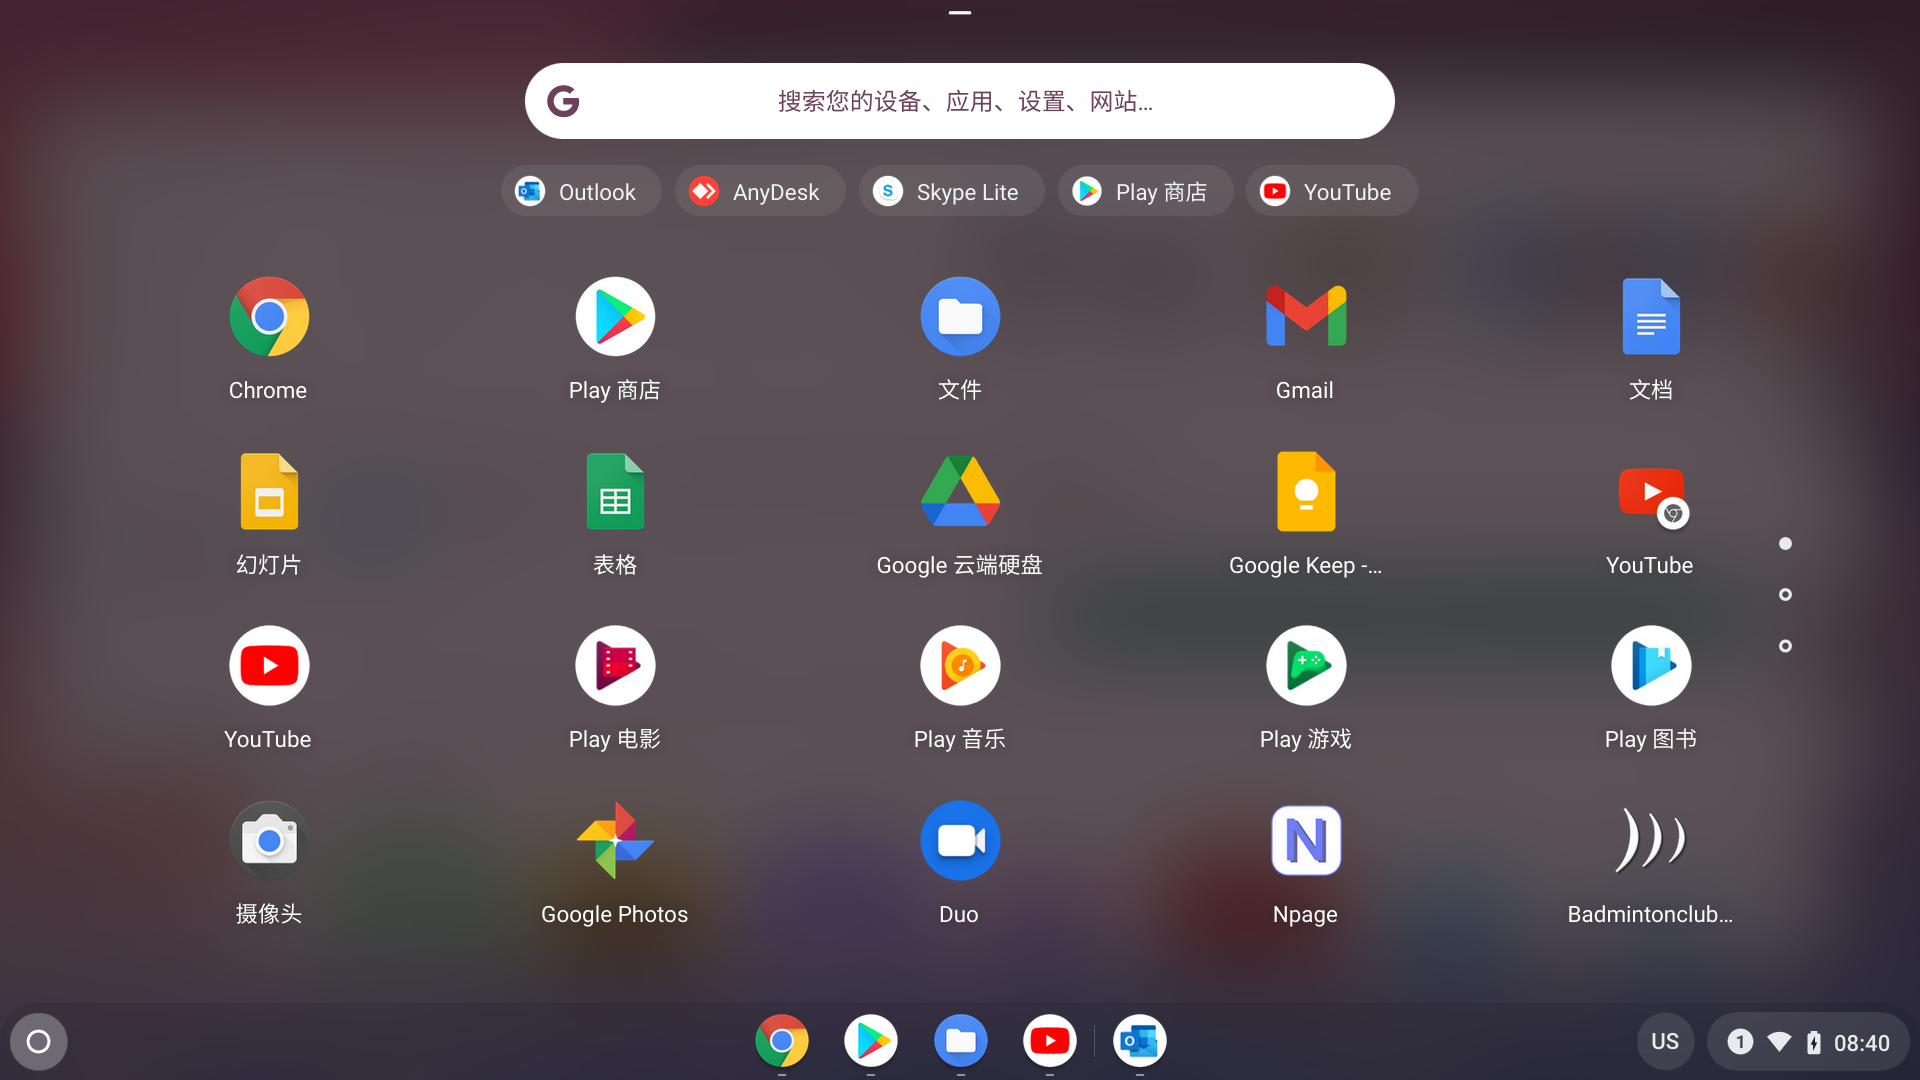 搜索您的设备、应用、设置、网站…
Outlook
AnyDesk
Skype Lite
Play 商店
YouTube
Chrome
Play 商店
文件
Gmail
文档
幻灯片
表格
Google 云端硬盘
Google Keep -…
YouTube
YouTube
Play 电影
Play 音乐
Play 游戏
Play 图书
摄像头
Google Photos
Duo
Npage
Badmintonclub…
US
1
08:40